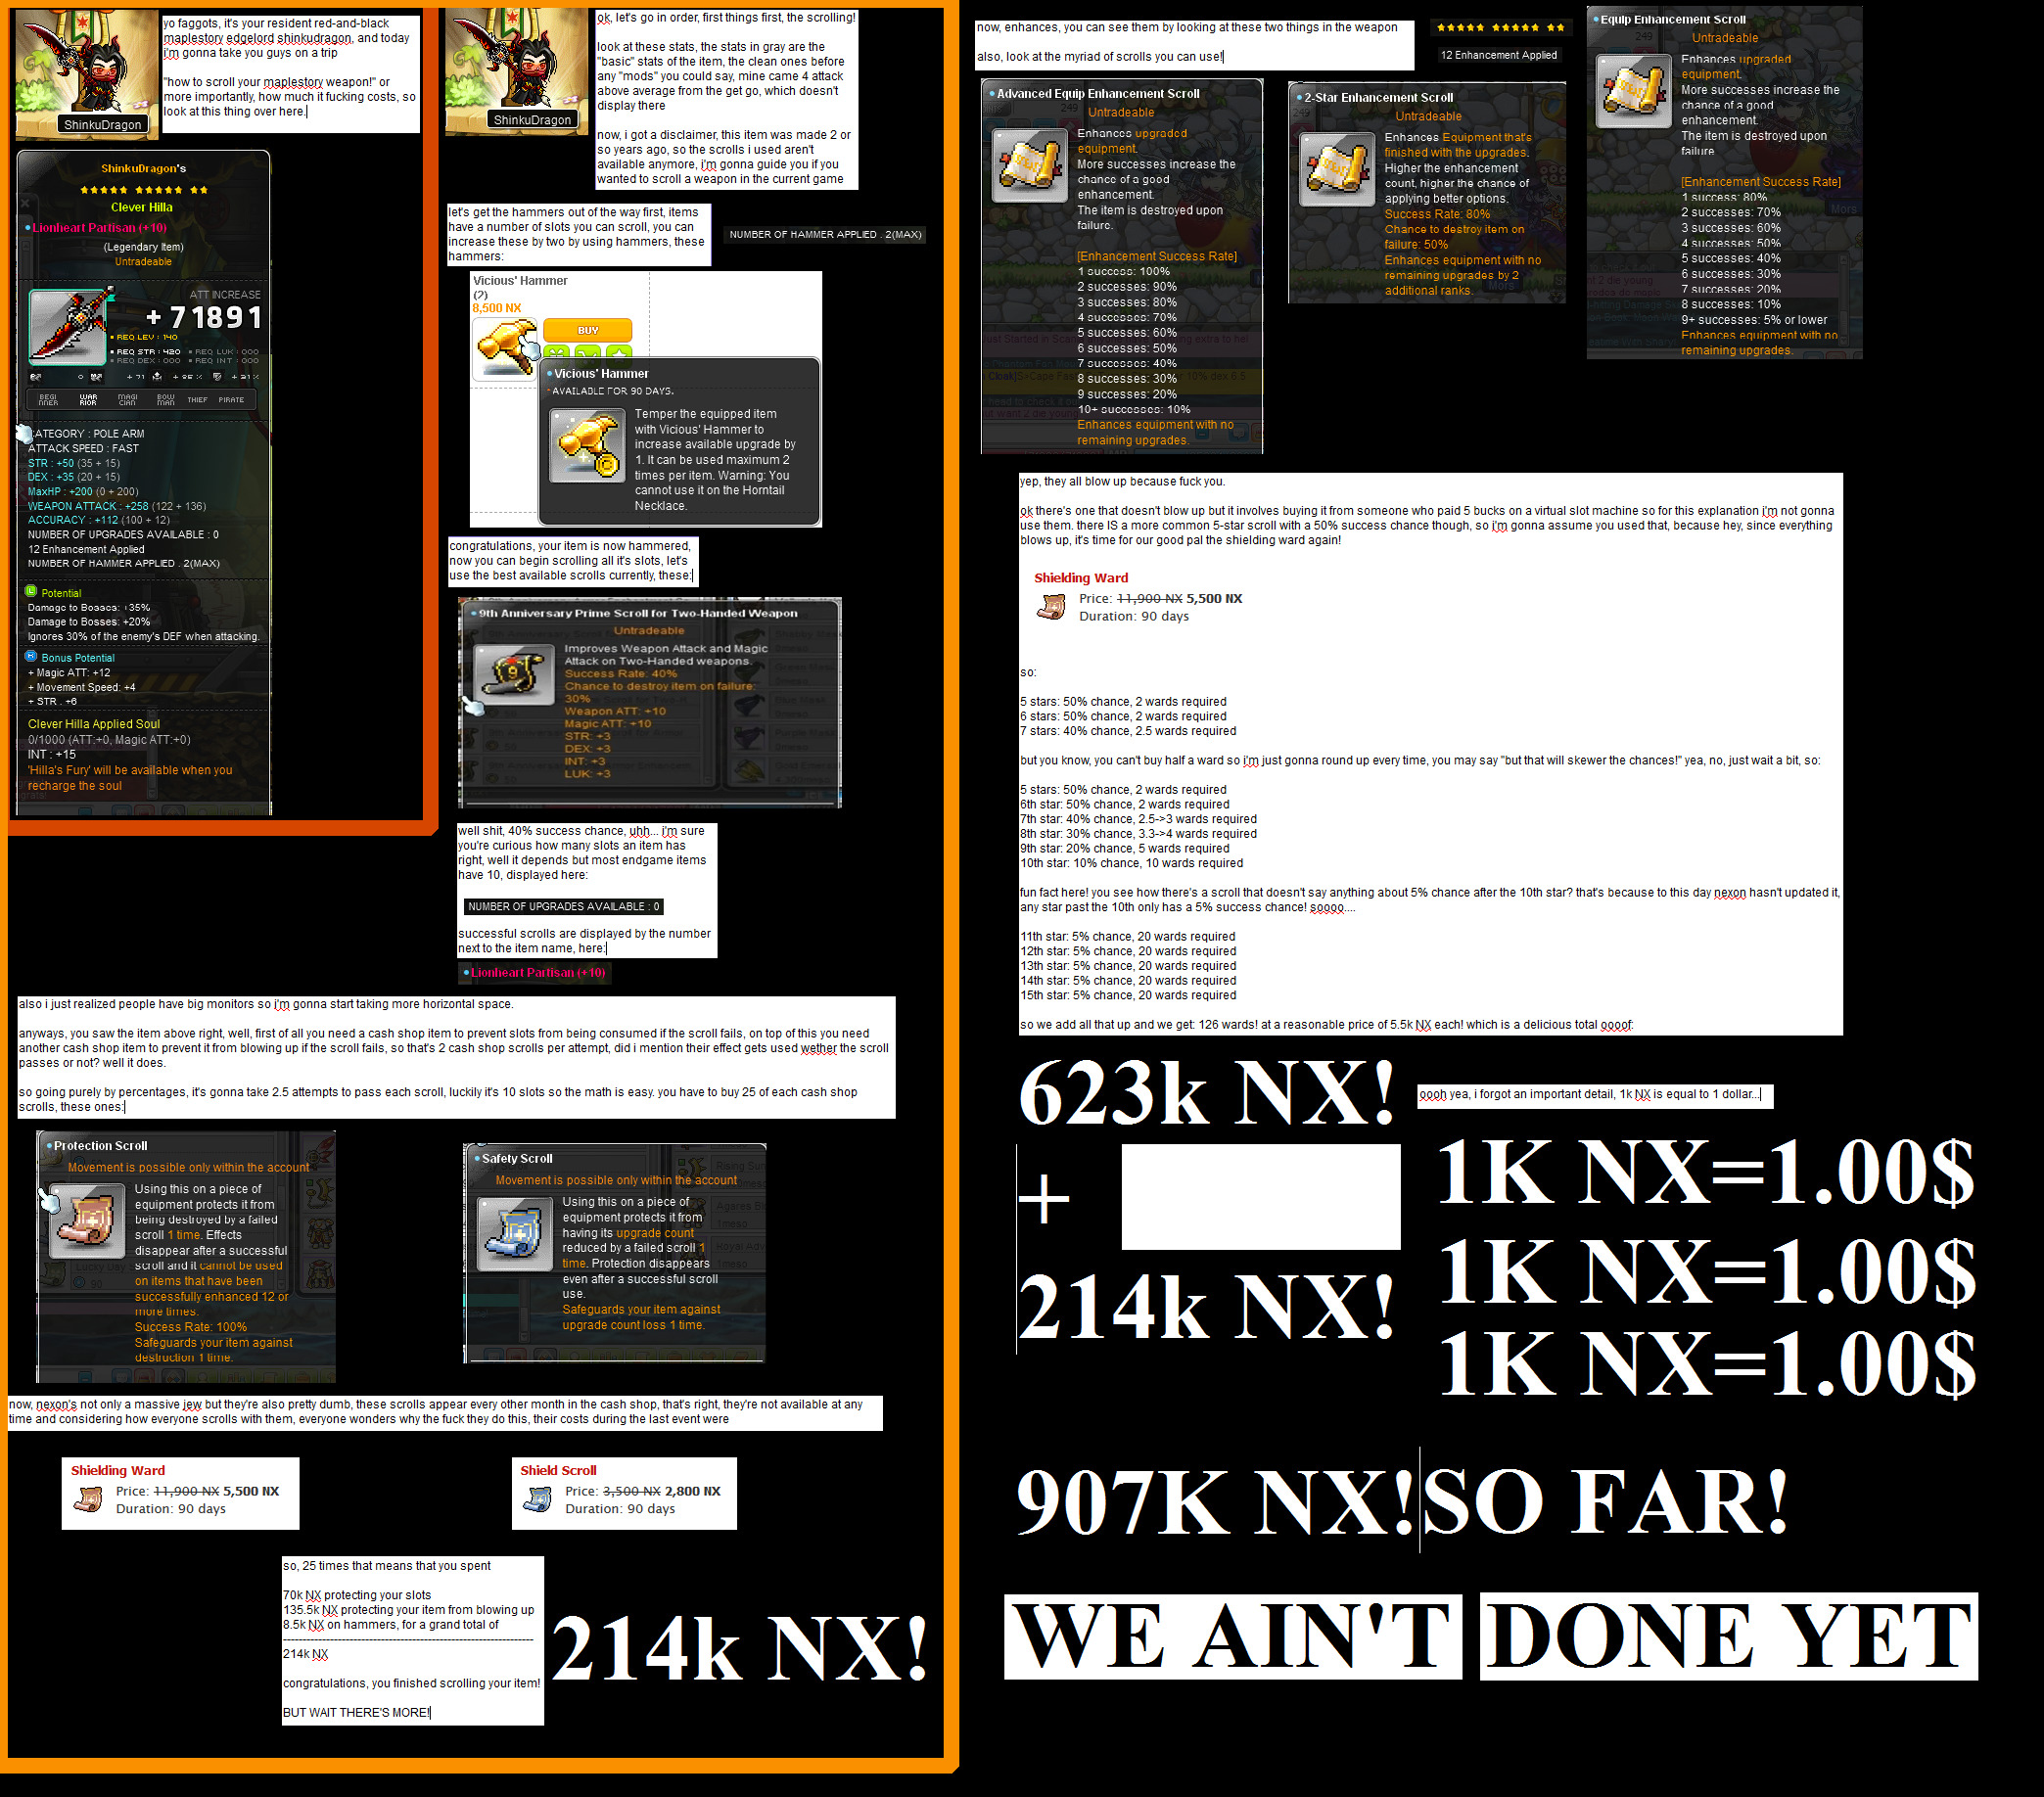 yo faggots, it's your resident red-and-black
maplestory edgelord shinkudragon, and today
i'm gonna take you guys on a trip
"how to scroll your maplestory weapon!" or
more importantly, how much it fucking costs, so
look at this thing over here.
ShinkuDragon
ShinkuDragon's
Clever Hilla
Lionheart Partisan (+10)
(Legendary Item)
Untradeable
ATT INCREASE
+71891
REQ LEV : 140
REQ STR : 420 REQ LUK : 000
REQ DEX : 000 REQ INT : 000
BEGINNER WARRIOR MAGICIAN BOWMAN THIEF PIRATE
CATEGORY : POLE ARM
ATTACK SPEED : FAST
STR : +50 (35 + 15)
DEX : +35 (20 + 15)
MaxHP : +200 (0 + 200)
WEAPON ATTACK : +258 (122 + 136)
ACCURACY : +112 (100 + 12)
NUMBER OF UPGRADES AVAILABLE : 0
12 Enhancement Applied
NUMBER OF HAMMER APPLIED . 2(MAX)
Potential
Damage to Bosses: +35%
Damage to Bosses: +20%
Ignores 30% of the enemy's DEF when attacking.
Bonus Potential
+ Magic ATT: +12
+ Movement Speed: +4
+ STR . +6
Clever Hilla Applied Soul
0/1000 (ATT:+0, Magic ATT:+0)
INT : +15
'Hilla's Fury' will be available when you
recharge the soul
ShinkuDragon
ok, let's go in order, first things first, the scrolling!
look at these stats, the stats in gray are the
"basic" stats of the item, the clean ones before
any "mods" you could say, mine came 4 attack
above average from the get go, which doesn't
display there
now, i got a disclaimer, this item was made 2 or
so years ago, so the scrolls i used aren't
available anymore, i'm gonna guide you if you
wanted to scroll a weapon in the current game
let's get the hammers out of the way first, items
have a number of slots you can scroll, you can
increase these by two by using hammers, these
hammers:
NUMBER OF HAMMER APPLIED . 2(MAX)
Vicious' Hammer
(2)
8,500 NX
BUY
Vicious' Hammer
- AVAILABLE FOR 90 DAYS.
Temper the equipped item
with Vicious' Hammer to
increase available upgrade by
1. It can be used maximum 2
times per item. Warning: You
cannot use it on the Horntail
Necklace.
congratulations, your item is now hammered,
now you can begin scrolling all it's slots, let's
use the best available scrolls currently, these:
9th Anniversary Prime Scroll for Two-Handed Weapon
Untradeable
Improves Weapon Attack and Magic
Attack on Two-Handed weapons.
Success Rate: 40%
Chance to destroy item on failure:
30%
Weapon ATT: +10
Magic ATT: +10
STR: +3
DEX: +3
INT: +3
LUK: +3
well shit, 40% success chance, uhh... i'm sure
you're curious how many slots an item has
right, well it depends but most endgame items
have 10, displayed here:
NUMBER OF UPGRADES AVAILABLE : 0
successful scrolls are displayed by the number
next to the item name, here:
Lionheart Partisan (+10)
also i just realized people have big monitors so i'm gonna start taking more horizontal space.
anyways, you saw the item above right, well, first of all you need a cash shop item to prevent slots from being consumed if the scroll fails, on top of this you need
another cash shop item to prevent it from blowing up if the scroll fails, so that's 2 cash shop scrolls per attempt, did i mention their effect gets used wether the scroll
passes or not? well it does.
so going purely by percentages, it's gonna take 2.5 attempts to pass each scroll, luckily it's 10 slots so the math is easy. you have to buy 25 of each cash shop
scrolls, these ones:
Protection Scroll
Movement is possible only within the account
Using this on a piece of
equipment protects it from
being destroyed by a failed
scroll 1 time. Effects
disappear after a successful
scroll and it cannot be used
on items that have been
successfully enhanced 12 or
more times.
Success Rate: 100%
Safeguards your item against
destruction 1 time.
Safety Scroll
Movement is possible only within the account
Using this on a piece of
equipment protects it from
having its upgrade count
reduced by a failed scroll 1
time. Protection disappears
even after a successful scroll
use.
Safeguards your item against
upgrade count loss 1 time.
now, nexon's not only a massive jew but they're also pretty dumb, these scrolls appear every other month in the cash shop, that's right, they're not available at any
time and considering how everyone scrolls with them, everyone wonders why the fuck they do this, their costs during the last event were
Shielding Ward
Price: 11,900 NX 5,500 NX
Duration: 90 days
Shield Scroll
Price: 3,500 NX 2,800 NX
Duration: 90 days
so, 25 times that means that you spent
70k NX protecting your slots
135.5k NX protecting your item from blowing up
8.5k NX on hammers, for a grand total of
214k NX
congratulations, you finished scrolling your item!
BUT WAIT THERE'S MORE!
214k NX!
now, enhances, you can see them by looking at these two things in the weapon
also, look at the myriad of scrolls you can use!
12 Enhancement Applied
Advanced Equip Enhancement Scroll
Untradeable
Enhances upgraded
equipment.
More successes increase the
chance of a good
enhancement.
The item is destroyed upon
failure.
[Enhancement Success Rate]
1 success: 100%
2 successes: 90%
3 successes: 80%
4 successes: 70%
5 successes: 60%
6 successes: 50%
7 successes: 40%
8 successes: 30%
9 successes: 20%
10+ successes: 10%
Enhances equipment with no
remaining upgrades.
2-Star Enhancement Scroll
Untradeable
Enhances Equipment that's
finished with the upgrades.
Higher the enhancement
count, higher the chance of
applying better options.
Success Rate: 80%
Chance to destroy item on
failure: 50%
Enhances equipment with no
remaining upgrades by 2
additional ranks.
Equip Enhancement Scroll
Untradeable
Enhances upgraded
equipment.
More successes increase the
chance of a good
enhancement.
The item is destroyed upon
failure
[Enhancement Success Rate]
1 success: 80%
2 successes: 70%
3 successes: 60%
4 successes: 50%
5 successes: 40%
6 successes: 30%
7 successes: 20%
8 successes: 10%
9+ successes: 5% or lower
Enhances equipment with no
remaining upgrades.
yep, they all blow up because fuck you.
ok there's one that doesn't blow up but it involves buying it from someone who paid 5 bucks on a virtual slot machine so for this explanation i'm not gonna
use them. there IS a more common 5-star scroll with a 50% success chance though, so i'm gonna assume you used that, because hey, since everything
blows up, it's time for our good pal the shielding ward again!
Shielding Ward
Price: 11,900 NX 5,500 NX
Duration: 90 days
so:
5 stars: 50% chance, 2 wards required
6 stars: 50% chance, 2 wards required
7 stars: 40% chance, 2.5 wards required
but you know, you can't buy half a ward so i'm just gonna round up every time, you may say "but that will skewer the chances!" yea, no, just wait a bit, so:
5 stars: 50% chance, 2 wards required
6th star: 50% chance, 2 wards required
7th star: 40% chance, 2.5->3 wards required
8th star: 30% chance, 3.3->4 wards required
9th star: 20% chance, 5 wards required
10th star: 10% chance, 10 wards required
fun fact here! you see how there's a scroll that doesn't say anything about 5% chance after the 10th star? that's because to this day nexon hasn't updated it,
any star past the 10th only has a 5% success chance! soooo....
11th star: 5% chance, 20 wards required
12th star: 5% chance, 20 wards required
13th star: 5% chance, 20 wards required
14th star: 5% chance, 20 wards required
15th star: 5% chance, 20 wards required
so we add all that up and we get: 126 wards! at a reasonable price of 5.5k NX each! which is a delicious total oooof:
623k NX!
+
214k NX!
oooh yea, i forgot an important detail, 1k NX is equal to 1 dollar...
1K NX=1.00$
1K NX=1.00$
1K NX=1.00$
907K NX!SO FAR!
WE AIN'T DONE YET